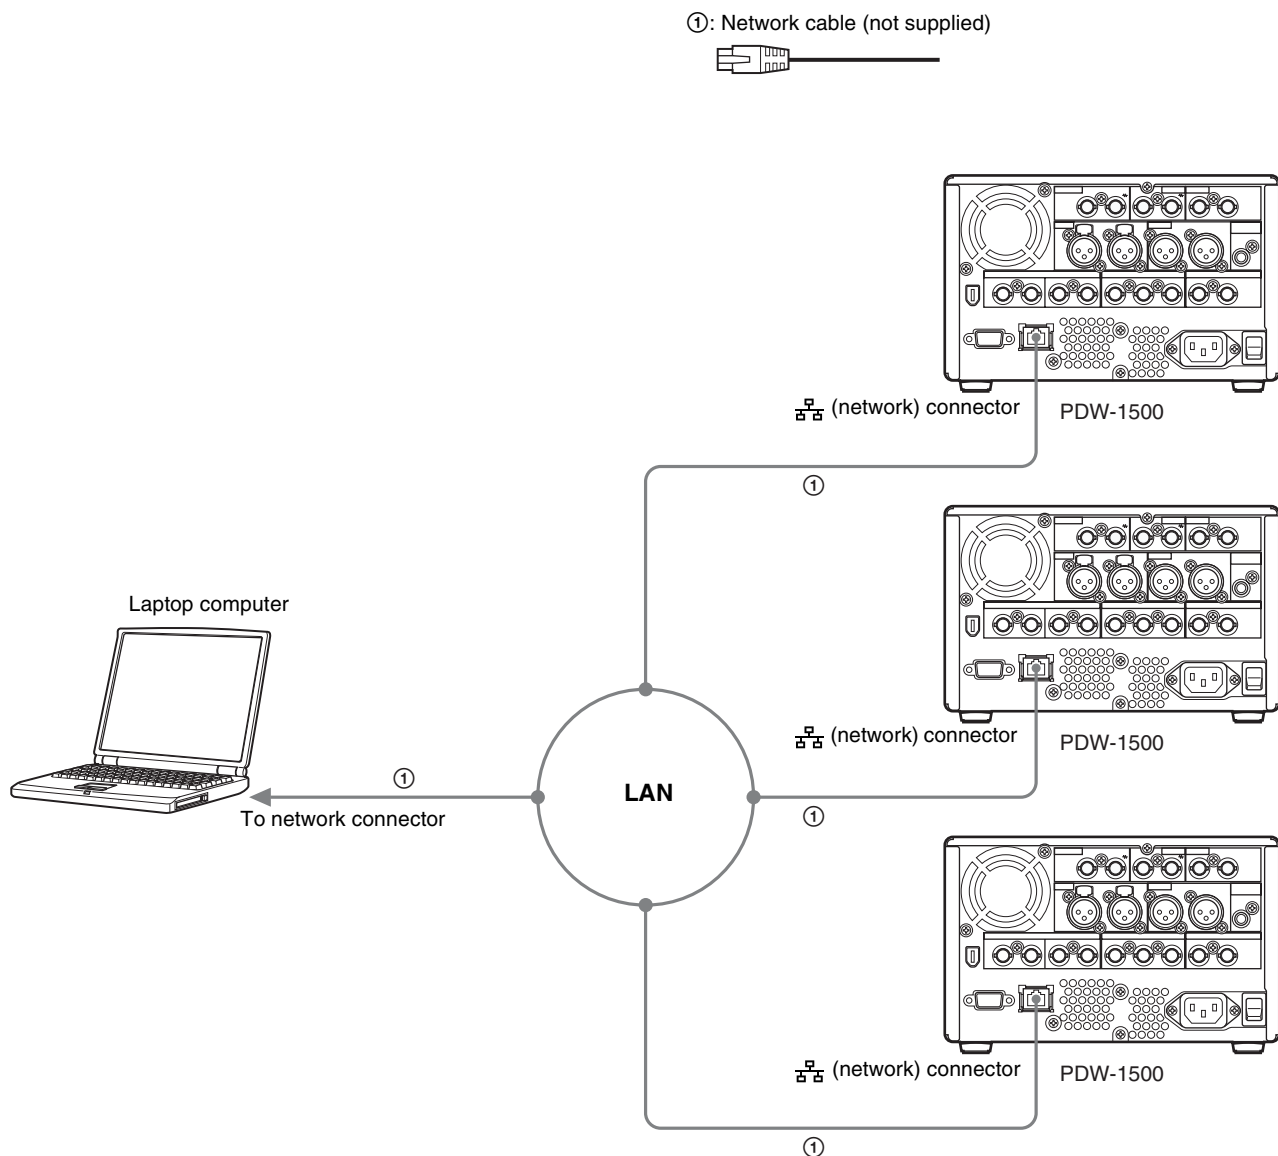 ①: Network cable (not supplied)
(network) connector
PDW-1500
①
(network) connector
PDW-1500
Laptop computer
①
To network connector
LAN
①
(network) connector
PDW-1500
①